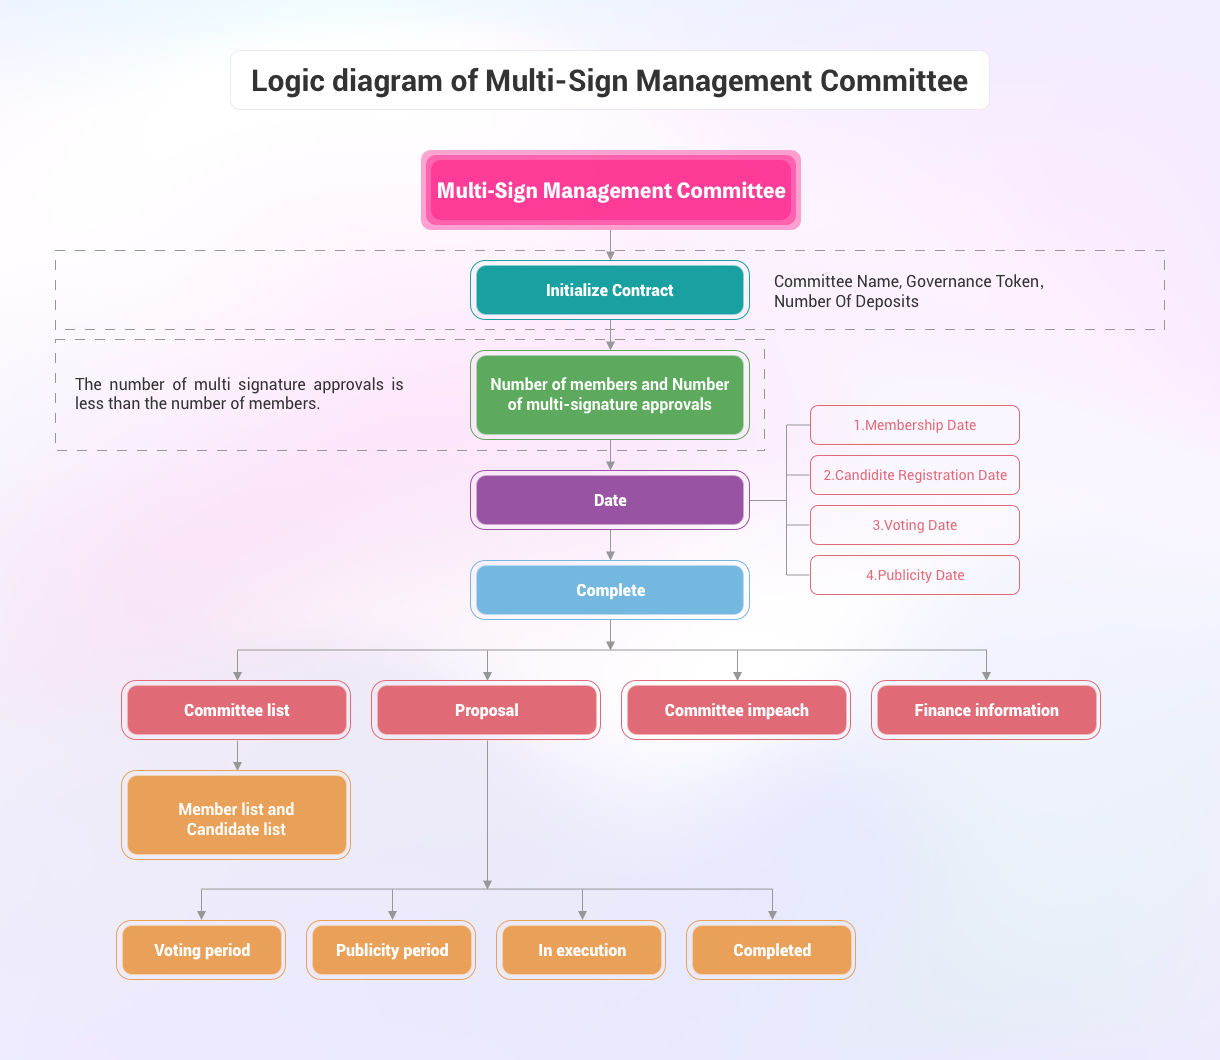 Logic diagram of Multi-Sign Management Committee
Multi-Sign Management Committee
Initialize Contract
Committee Name, Governance Token,
Number Of Deposits
The number of multi signature approvals is
less than the number of members.
Number of members and Number
of multi-signature approvals
Date
1.Membership Date
2.Candidite Registration Date
3.Voting Date
4.Publicity Date
Complete
Committee list
Proposal
Committee impeach
Finance information
Member list and
Candidate list
Voting period
Publicity period
In execution
Completed